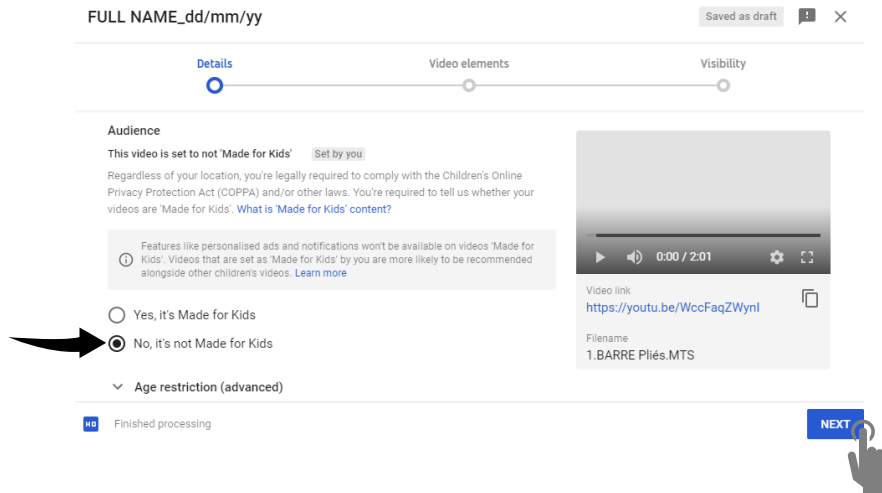 FULL NAME_dd/mm/yy
Saved as draft
Details
Video elements
Visibility
Audience
This video is set to not 'Made for Kids'
Set by you
Regardless of your location, you're legally required to comply with the Children's Online
Privacy Protection Act (COPPA) and/or other laws. You're required to tell us whether your
videos are 'Made for Kids'. What is 'Made for Kids' content?
Features like personalised ads and notifications won't be available on videos 'Made for
Kids'. Videos that are set as 'Made for Kids' by you are more likely to be recommended
alongside other children's videos. Learn more
Yes, it's Made for Kids
No, it's not Made for Kids
Age restriction (advanced)
0:00 / 2:01
Video link
https://youtu.be/WccFaqZWynI
Filename
1.BARRE Pliés.MTS
HD
Finished processing
NEXT